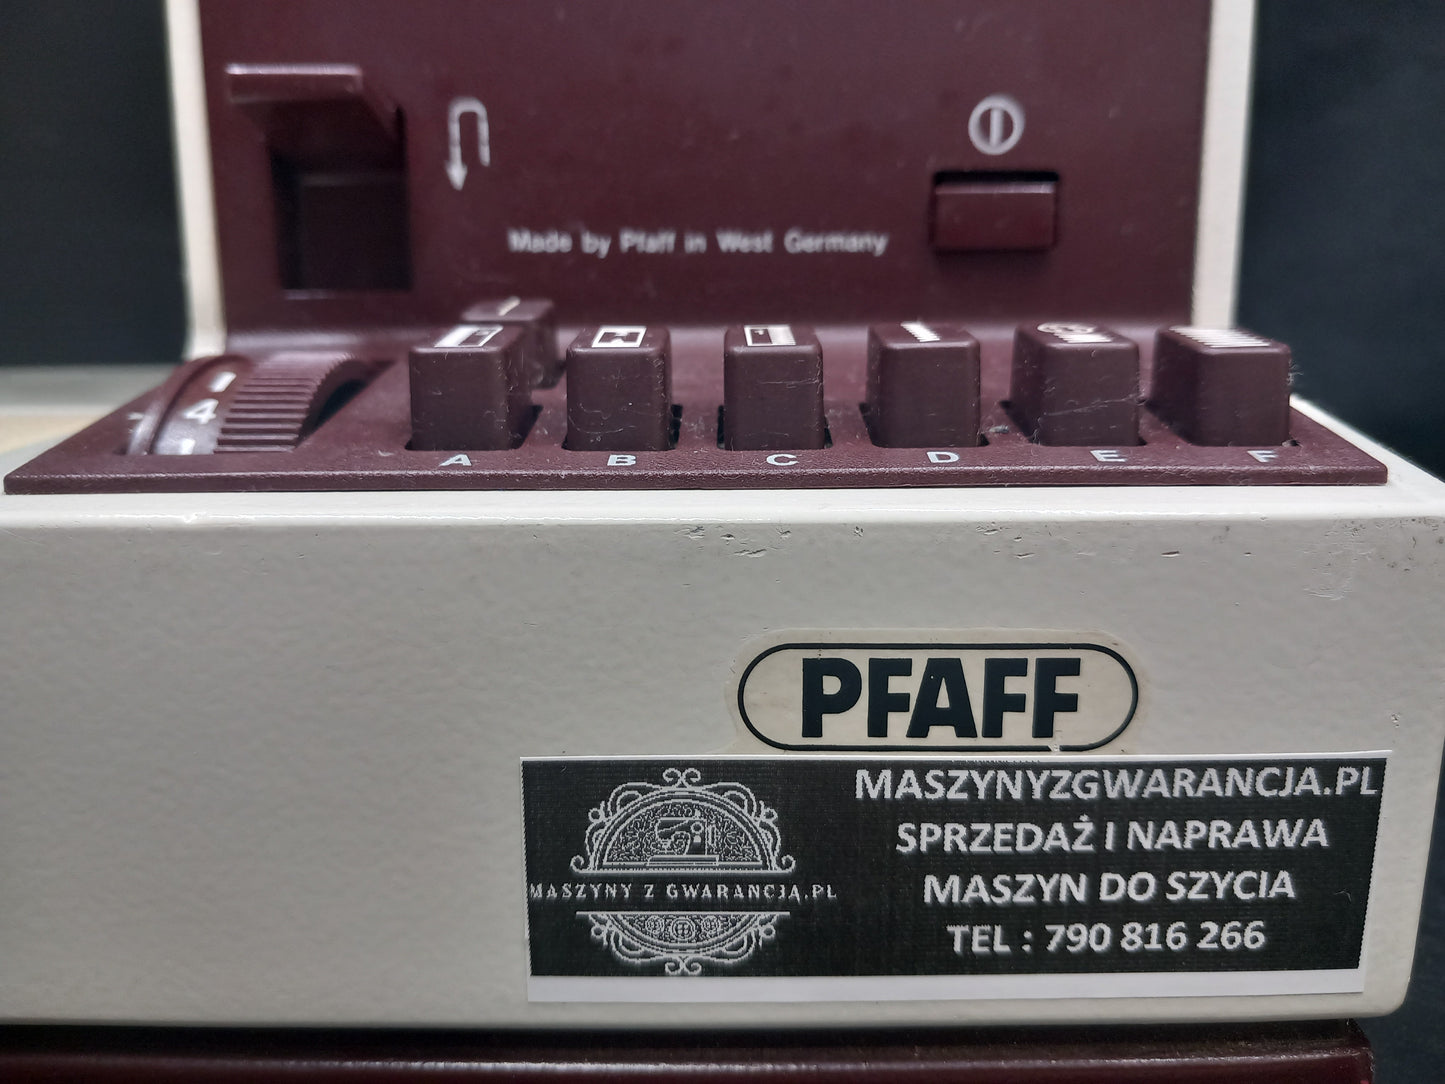 Made by Pfaff in West Germany
4
A B C D E F
PFAFF
MASZYNYZGWARANCJA.PL
SPRZEDAŻ I NAPRAWA
MASZYN DO SZYCIA
TEL : 790 816 266
MASZYNY Z GWARANCJĄ.PL